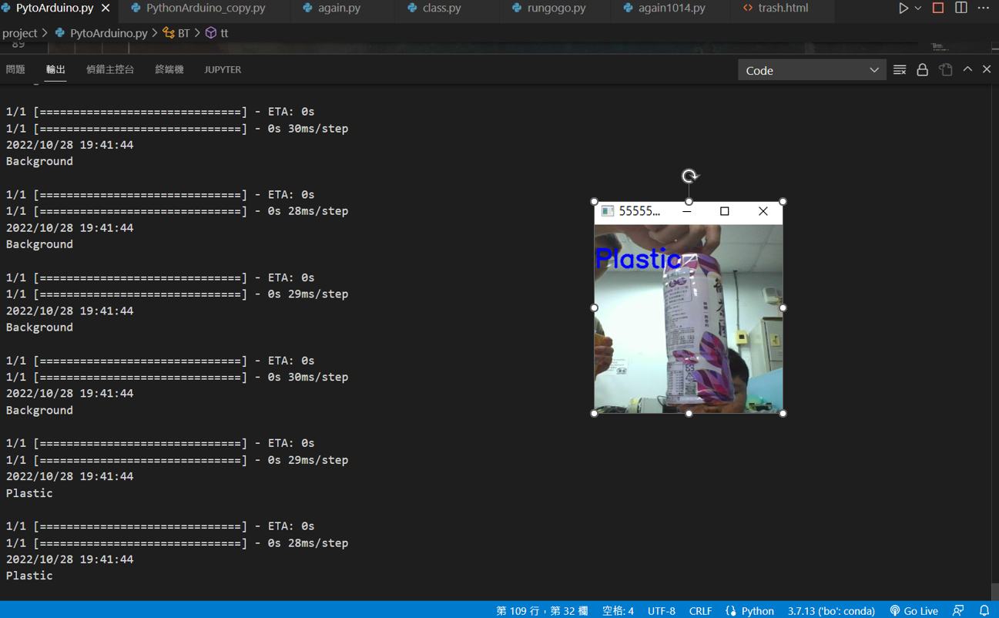 PytoArduino.py
PythonArduino_copy.py
again.py
class.py
rungogo.py
again1014.py
trash.html
project > PytoArduino.py > BT > tt
89
問題 輸出 偵錯主控台 終端機 JUPYTER
Code
1/1 [==============================] - ETA: 0s
1/1 [==============================] - 0s 30ms/step
2022/10/28 19:41:44
Background
1/1 [==============================] - ETA: 0s
1/1 [==============================] - 0s 28ms/step
2022/10/28 19:41:44
Background
1/1 [==============================] - ETA: 0s
1/1 [==============================] - 0s 29ms/step
2022/10/28 19:41:44
Background
1/1 [==============================] - ETA: 0s
1/1 [==============================] - 0s 30ms/step
2022/10/28 19:41:44
Background
1/1 [==============================] - ETA: 0s
1/1 [==============================] - 0s 29ms/step
2022/10/28 19:41:44
Plastic
1/1 [==============================] - ETA: 0s
1/1 [==============================] - 0s 28ms/step
2022/10/28 19:41:44
Plastic
55555...
Plastic
第 109 行，第 32 欄 空格: 4 UTF-8 CRLF Python 3.7.13 ('bo': conda) Go Live